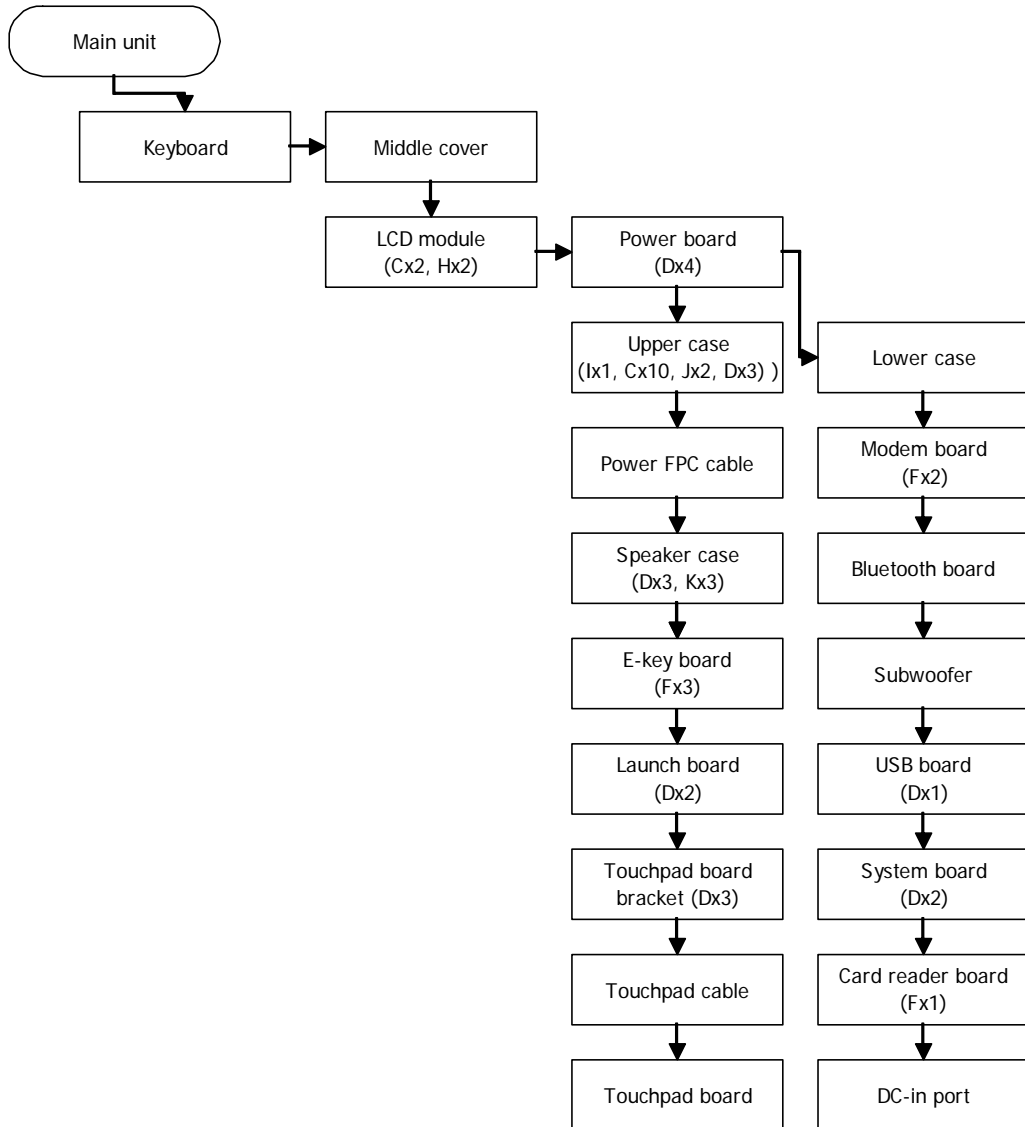 Main unit
Keyboard
Middle cover
LCD module
(Cx2, Hx2)
Power board
(Dx4)
Upper case
(Ix1, Cx10, Jx2, Dx3) )
Lower case
Power FPC cable
Modem board
(Fx2)
Speaker case
(Dx3, Kx3)
Bluetooth board
E-key board
(Fx3)
Subwoofer
Launch board
(Dx2)
USB board
(Dx1)
Touchpad board
bracket (Dx3)
System board
(Dx2)
Touchpad cable
Card reader board
(Fx1)
Touchpad board
DC-in port